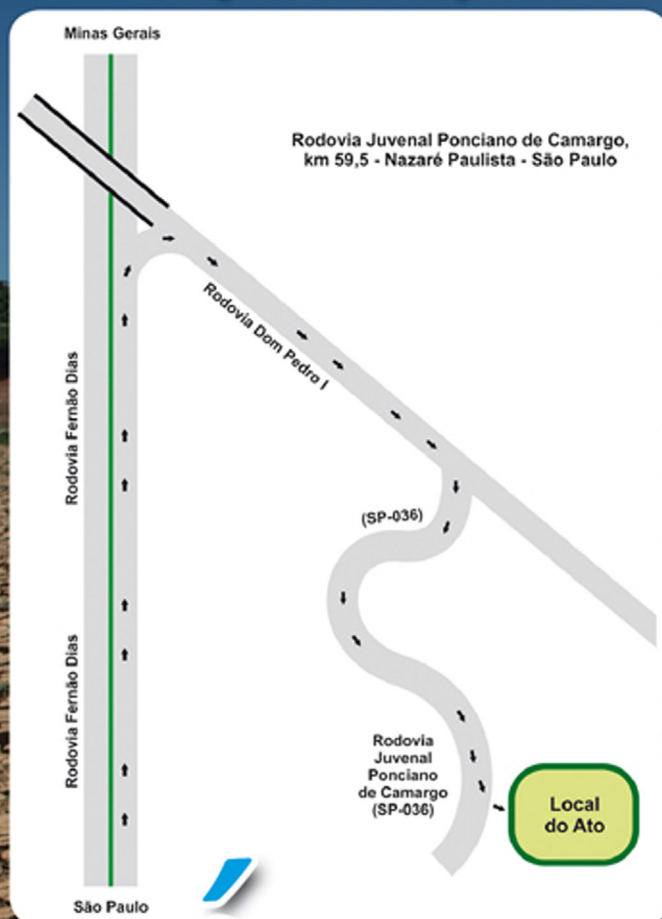 Minas Gerais
Rodovia Juvenal Ponciano de Camargo,
km 59,5 - Nazaré Paulista - São Paulo
Rodovia Dom Pedro I
Rodovia Fernão Dias
(SP-036)
Rodovia Fernão Dias
Rodovia
Juvenal
Ponciano
de Camargo
(SP-036)
Local
do Ato
São Paulo